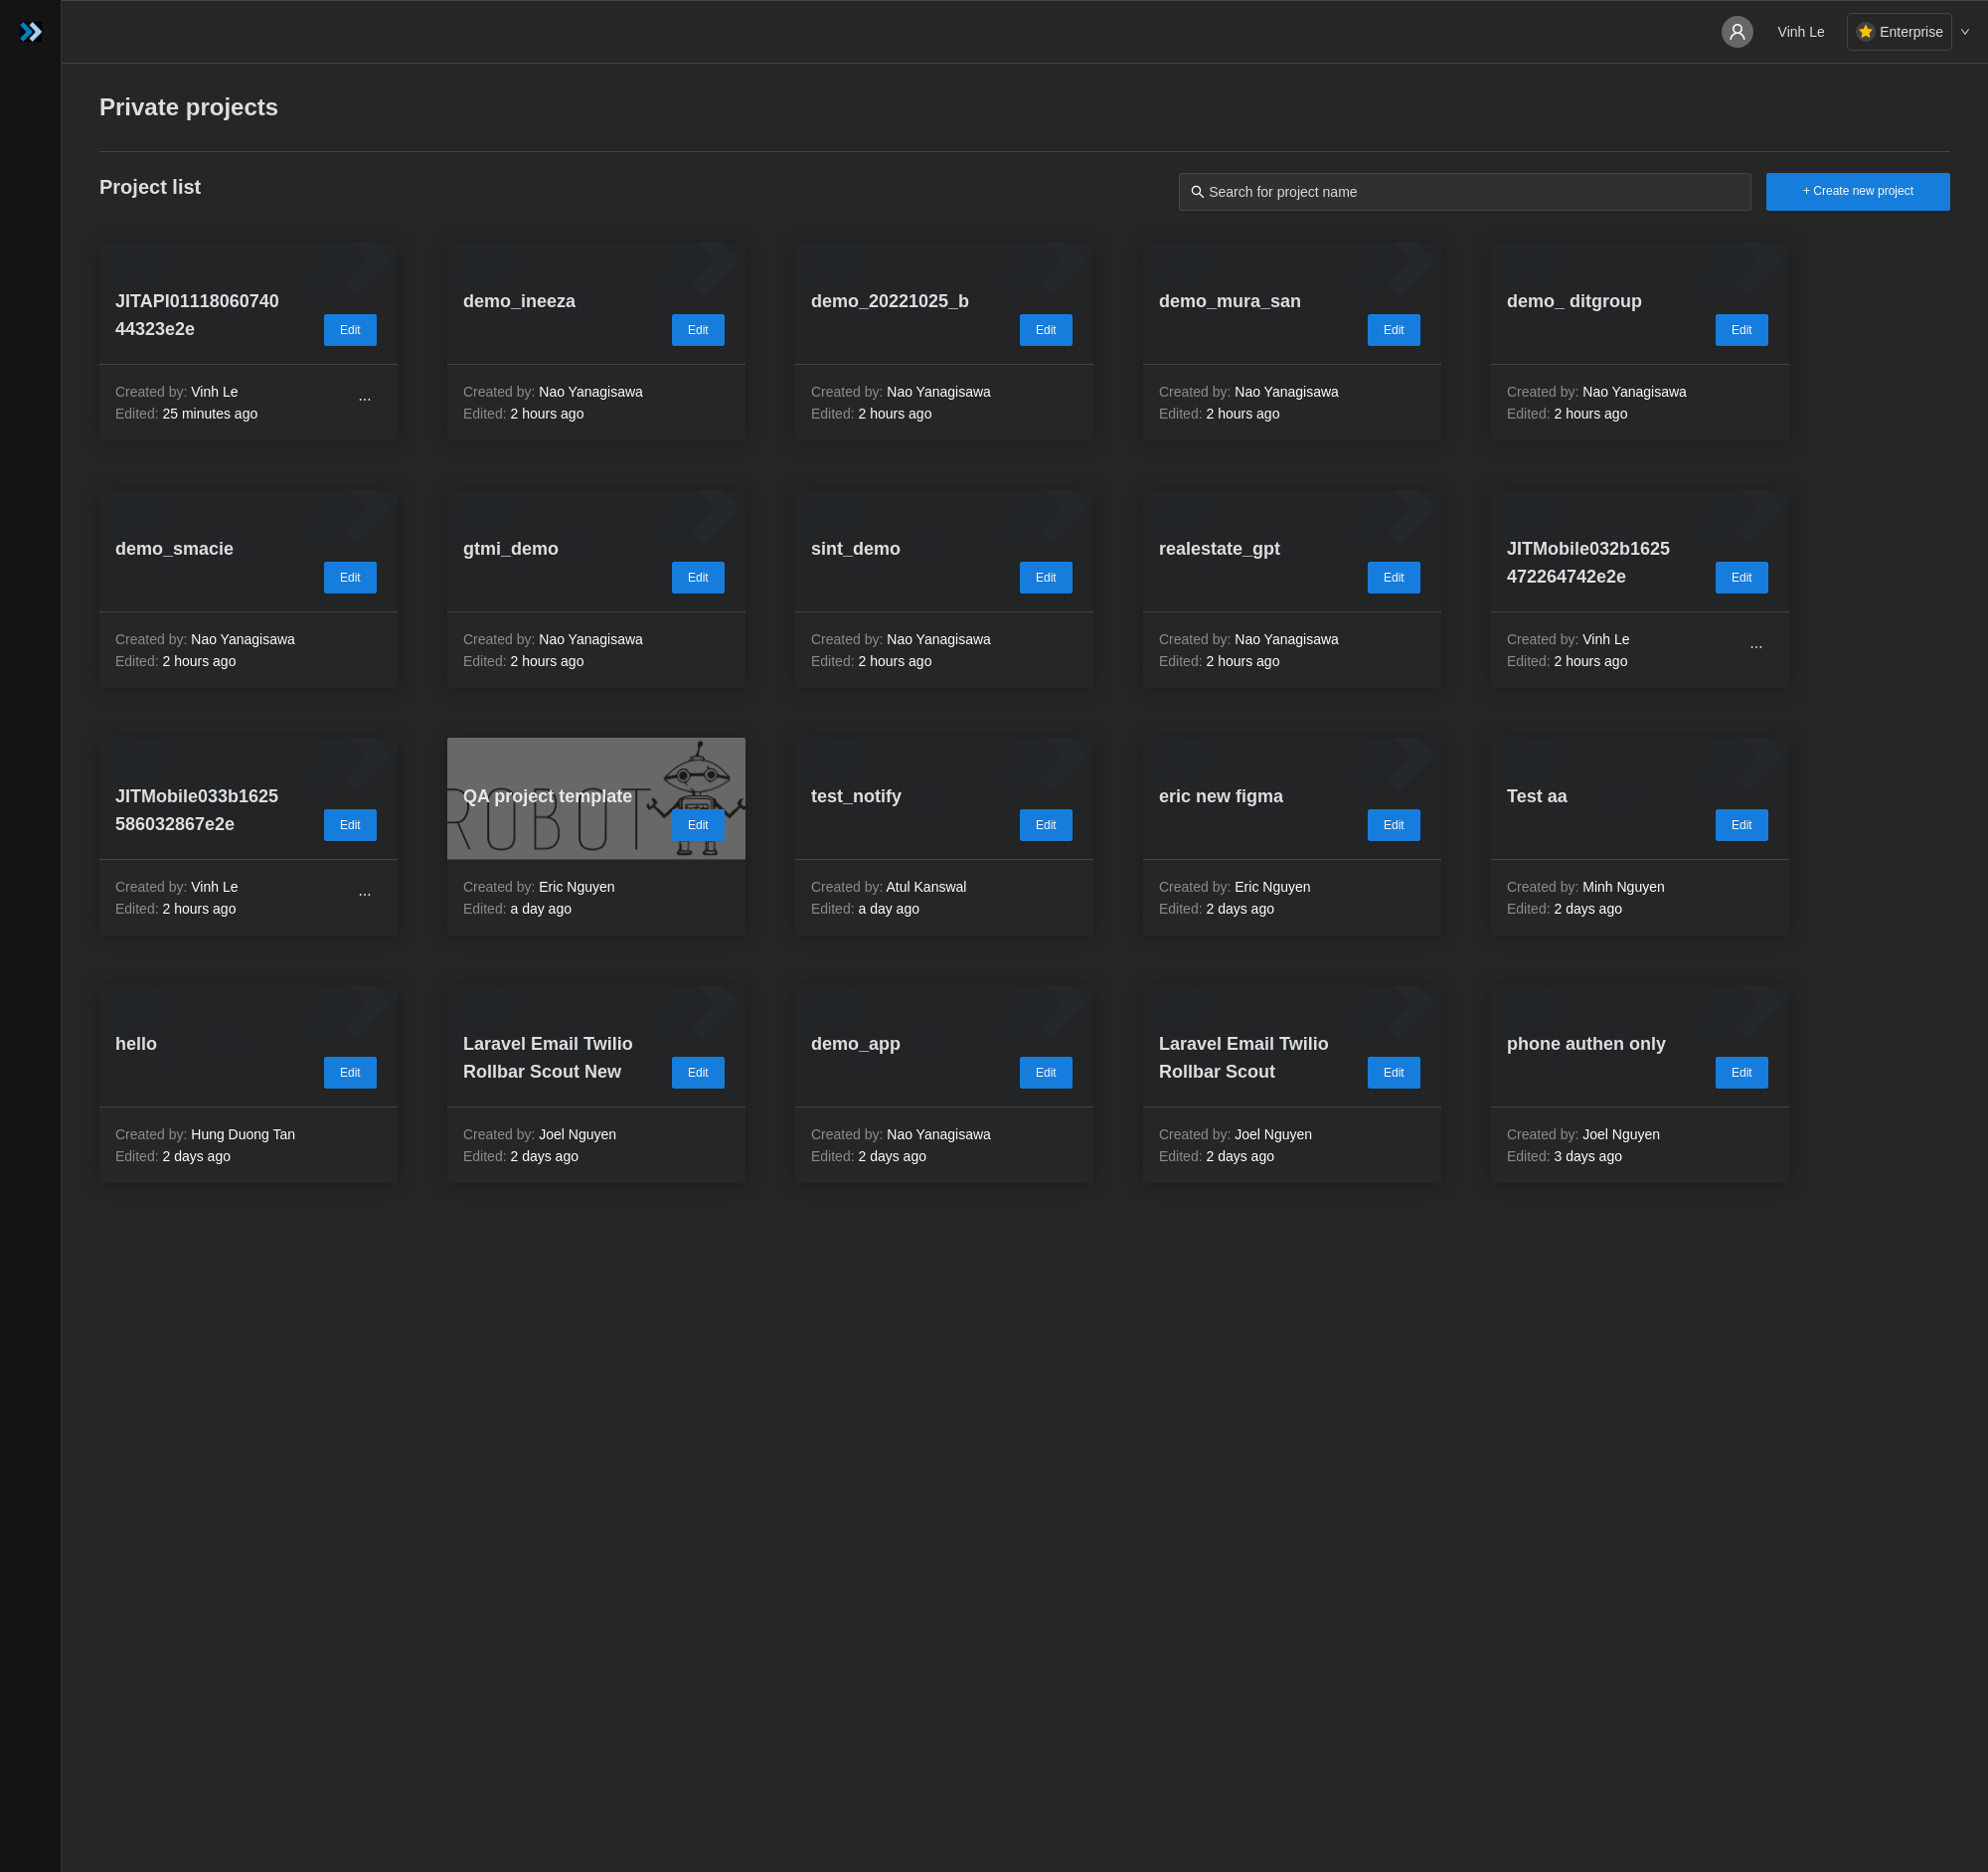 Vinh Le
Enterprise
Private projects
Project list
Search for project name
+ Create new project
JITAPI01118060740
44323e2e
Edit
Created by: Vinh Le
...
Edited: 25 minutes ago
demo_ineeza
Edit
Created by: Nao Yanagisawa
Edited: 2 hours ago
demo_20221025_b
Edit
Created by: Nao Yanagisawa
Edited: 2 hours ago
demo_mura_san
Edit
Created by: Nao Yanagisawa
Edited: 2 hours ago
demo_ ditgroup
Edit
Created by: Nao Yanagisawa
Edited: 2 hours ago
demo_smacie
Edit
Created by: Nao Yanagisawa
Edited: 2 hours ago
gtmi_demo
Edit
Created by: Nao Yanagisawa
Edited: 2 hours ago
sint_demo
Edit
Created by: Nao Yanagisawa
Edited: 2 hours ago
realestate_gpt
Edit
Created by: Nao Yanagisawa
Edited: 2 hours ago
JITMobile032b1625
472264742e2e
Edit
Created by: Vinh Le
...
Edited: 2 hours ago
JITMobile033b1625
586032867e2e
Edit
Created by: Vinh Le
...
Edited: 2 hours ago
QA project template
ROBOT
Edit
Created by: Eric Nguyen
Edited: a day ago
test_notify
Edit
Created by: Atul Kanswal
Edited: a day ago
eric new figma
Edit
Created by: Eric Nguyen
Edited: 2 days ago
Test aa
Edit
Created by: Minh Nguyen
Edited: 2 days ago
hello
Edit
Created by: Hung Duong Tan
Edited: 2 days ago
Laravel Email Twilio
Rollbar Scout New
Edit
Created by: Joel Nguyen
Edited: 2 days ago
demo_app
Edit
Created by: Nao Yanagisawa
Edited: 2 days ago
Laravel Email Twilio
Rollbar Scout
Edit
Created by: Joel Nguyen
Edited: 2 days ago
phone authen only
Edit
Created by: Joel Nguyen
Edited: 3 days ago